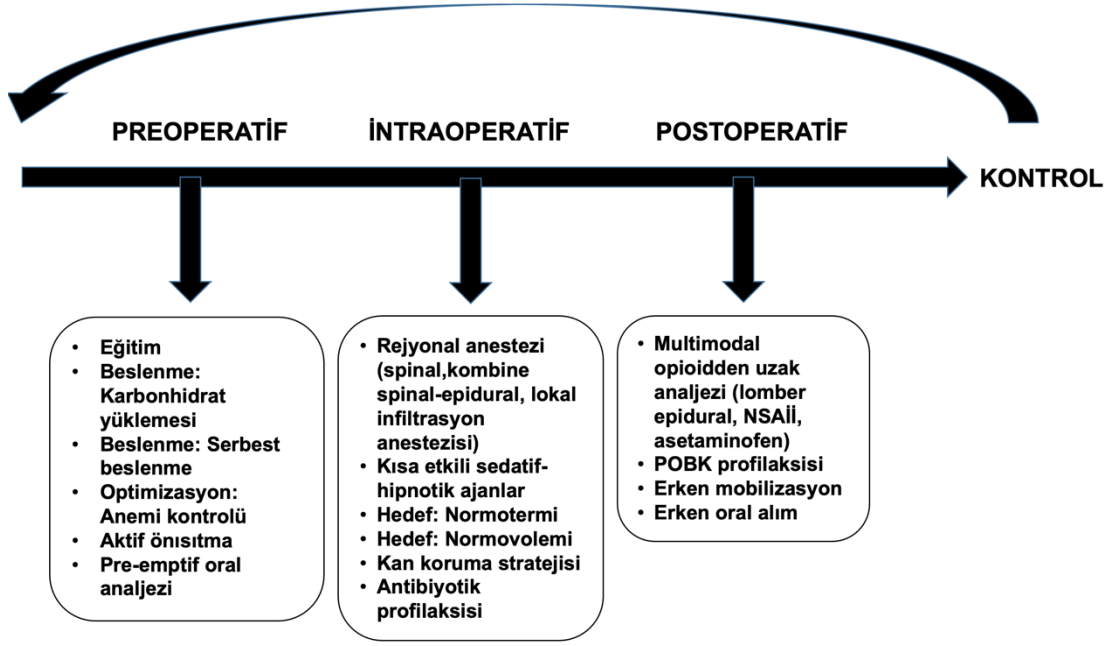 PREOPERATİF
İNTRAOPERATİF
POSTOPERATİF
KONTROL
• Eğitim
• Beslenme:
Karbonhidrat
yüklemesi
• Beslenme: Serbest
beslenme
• Optimizasyon:
Anemi kontrolü
• Aktif önısıtma
• Pre-emptif oral
analjezi
• Rejyonal anestezi
(spinal,kombine
spinal-epidural, lokal
infiltrasyon
anestezisi)
• Kısa etkili sedatif-
hipnotik ajanlar
• Hedef: Normotermi
• Hedef: Normovolemi
• Kan koruma stratejisi
• Antibiyotik
profilaksisi
• Multimodal
opioidden uzak
analjezi (lomber
epidural, NSAİİ,
asetaminofen)
• POBK profilaksisi
• Erken mobilizasyon
• Erken oral alım